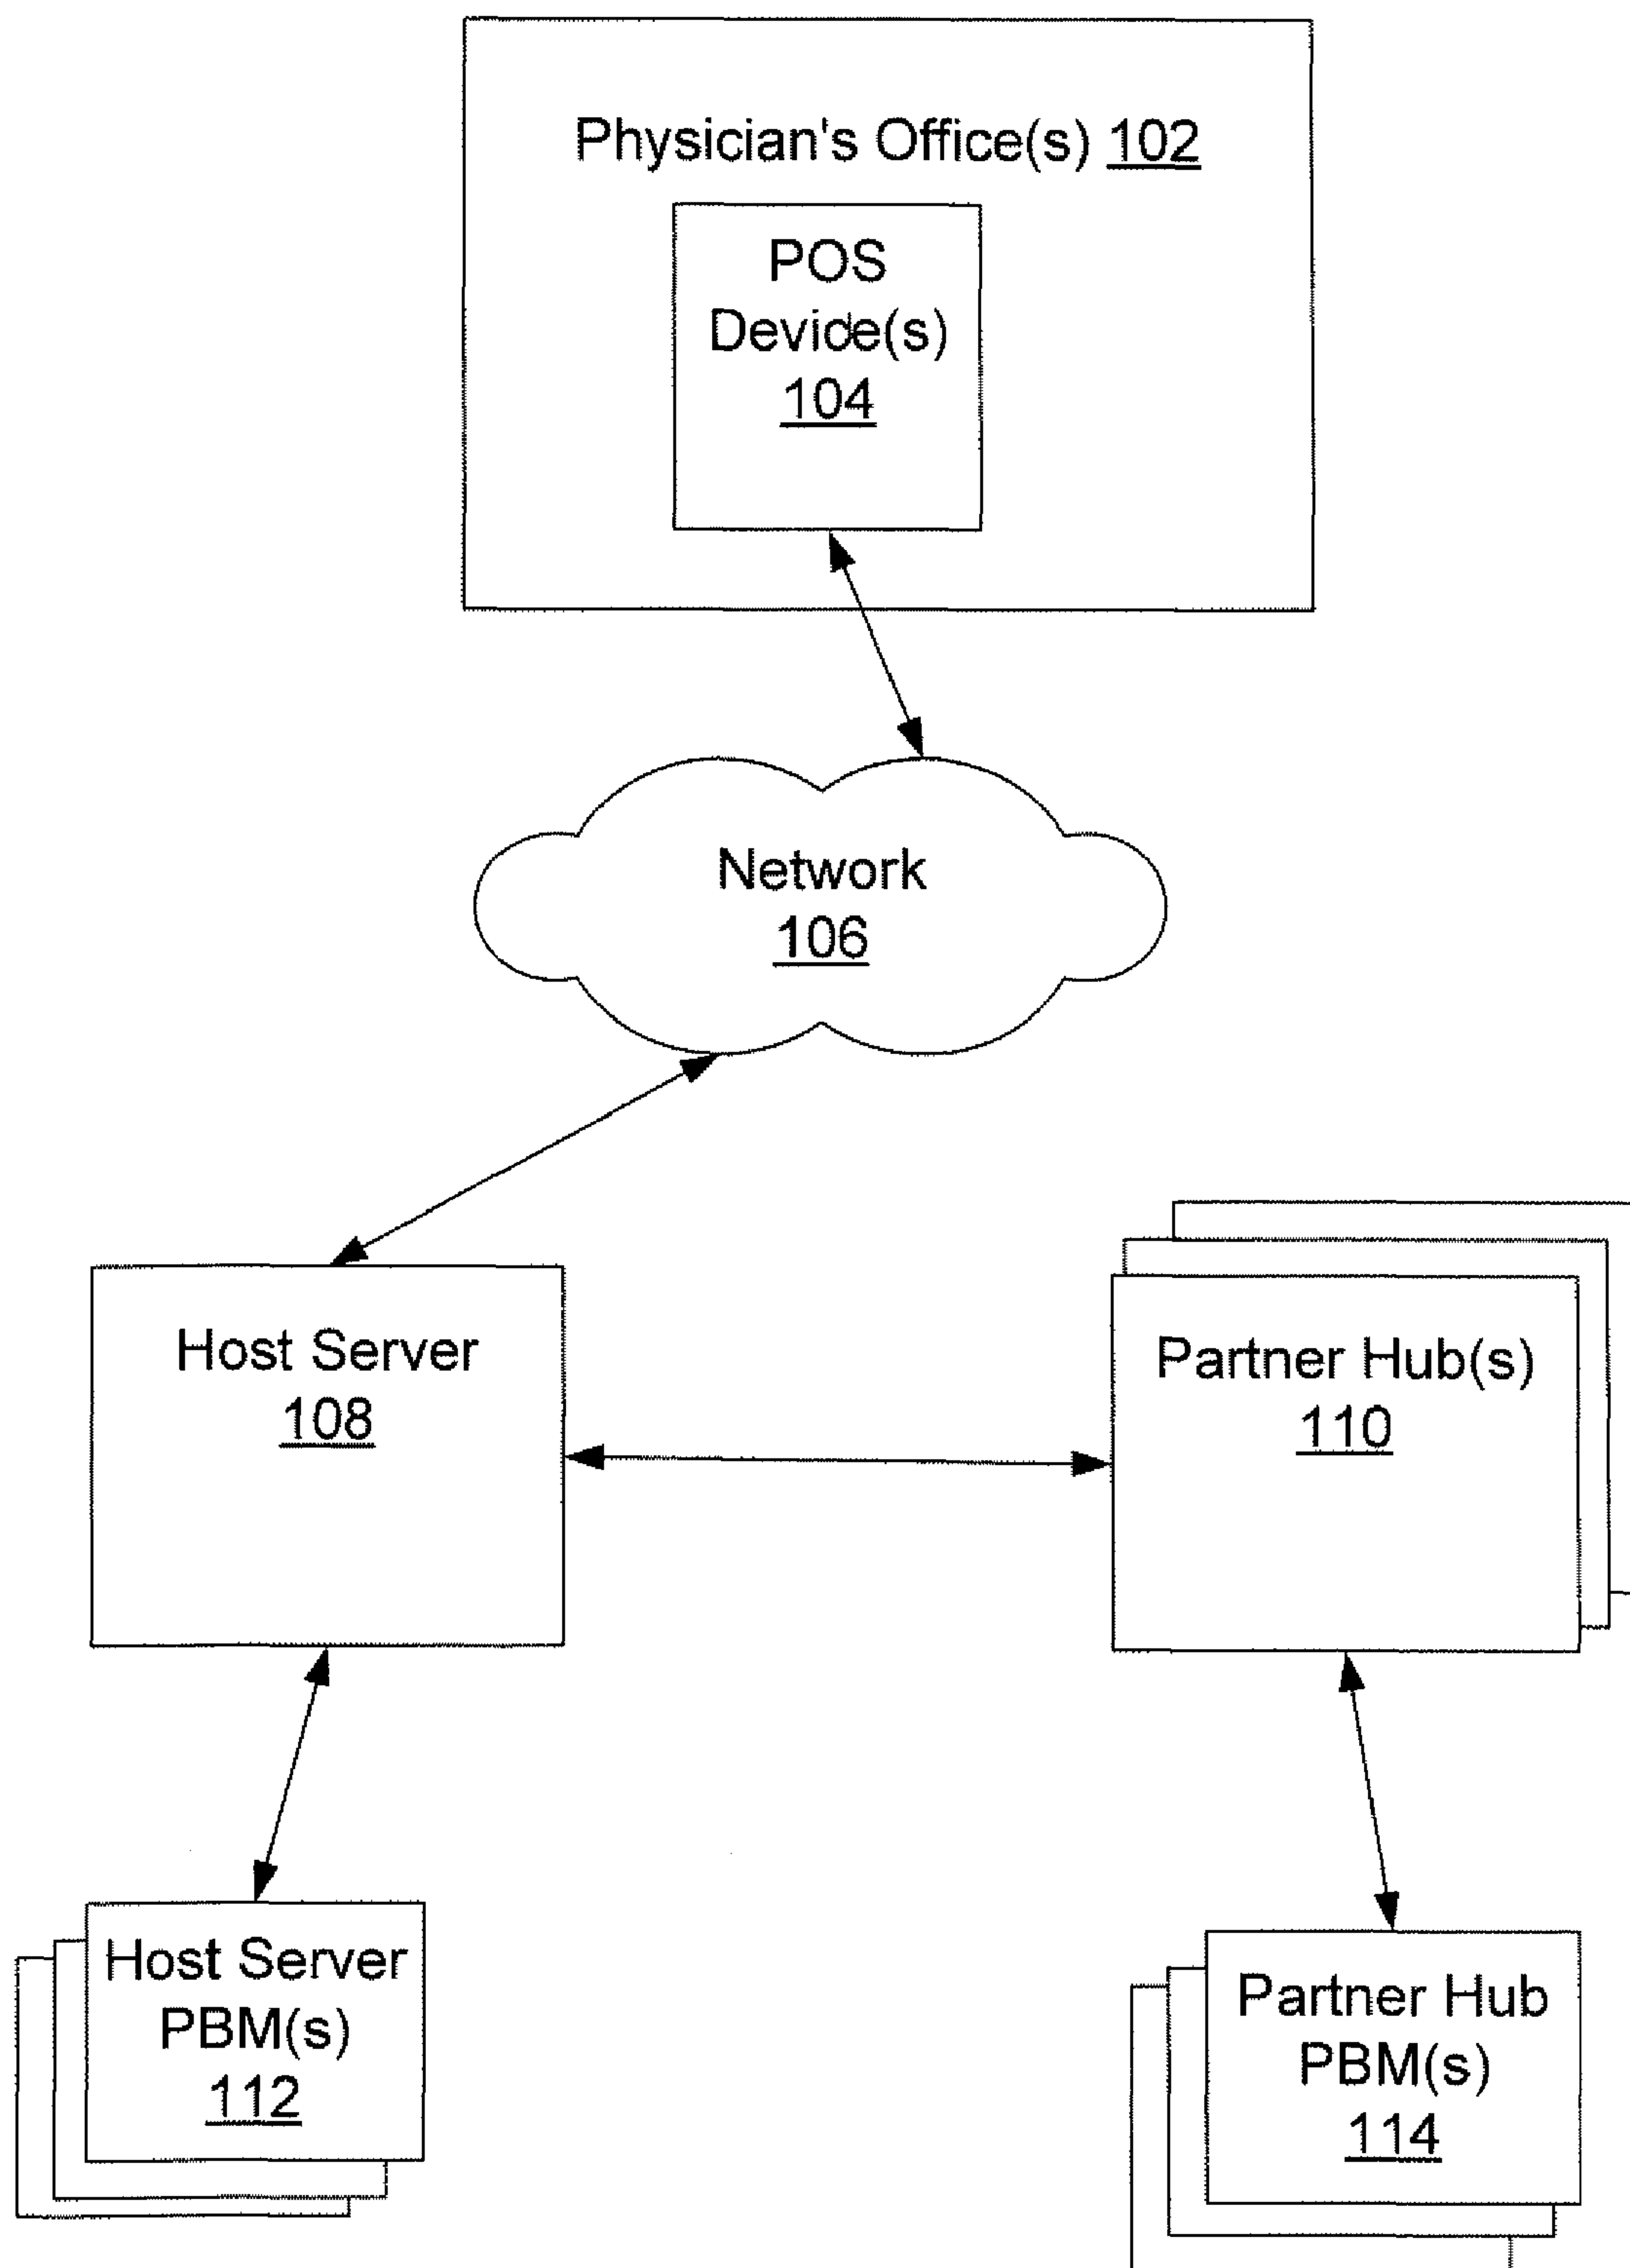 Physician's Office(s) 102
POS
Device(s)
104
Network
106
Host Server
108
Partner Hub(s)
110
Host Server
PBM(s)
112
Partner Hub
PBM(s)
114